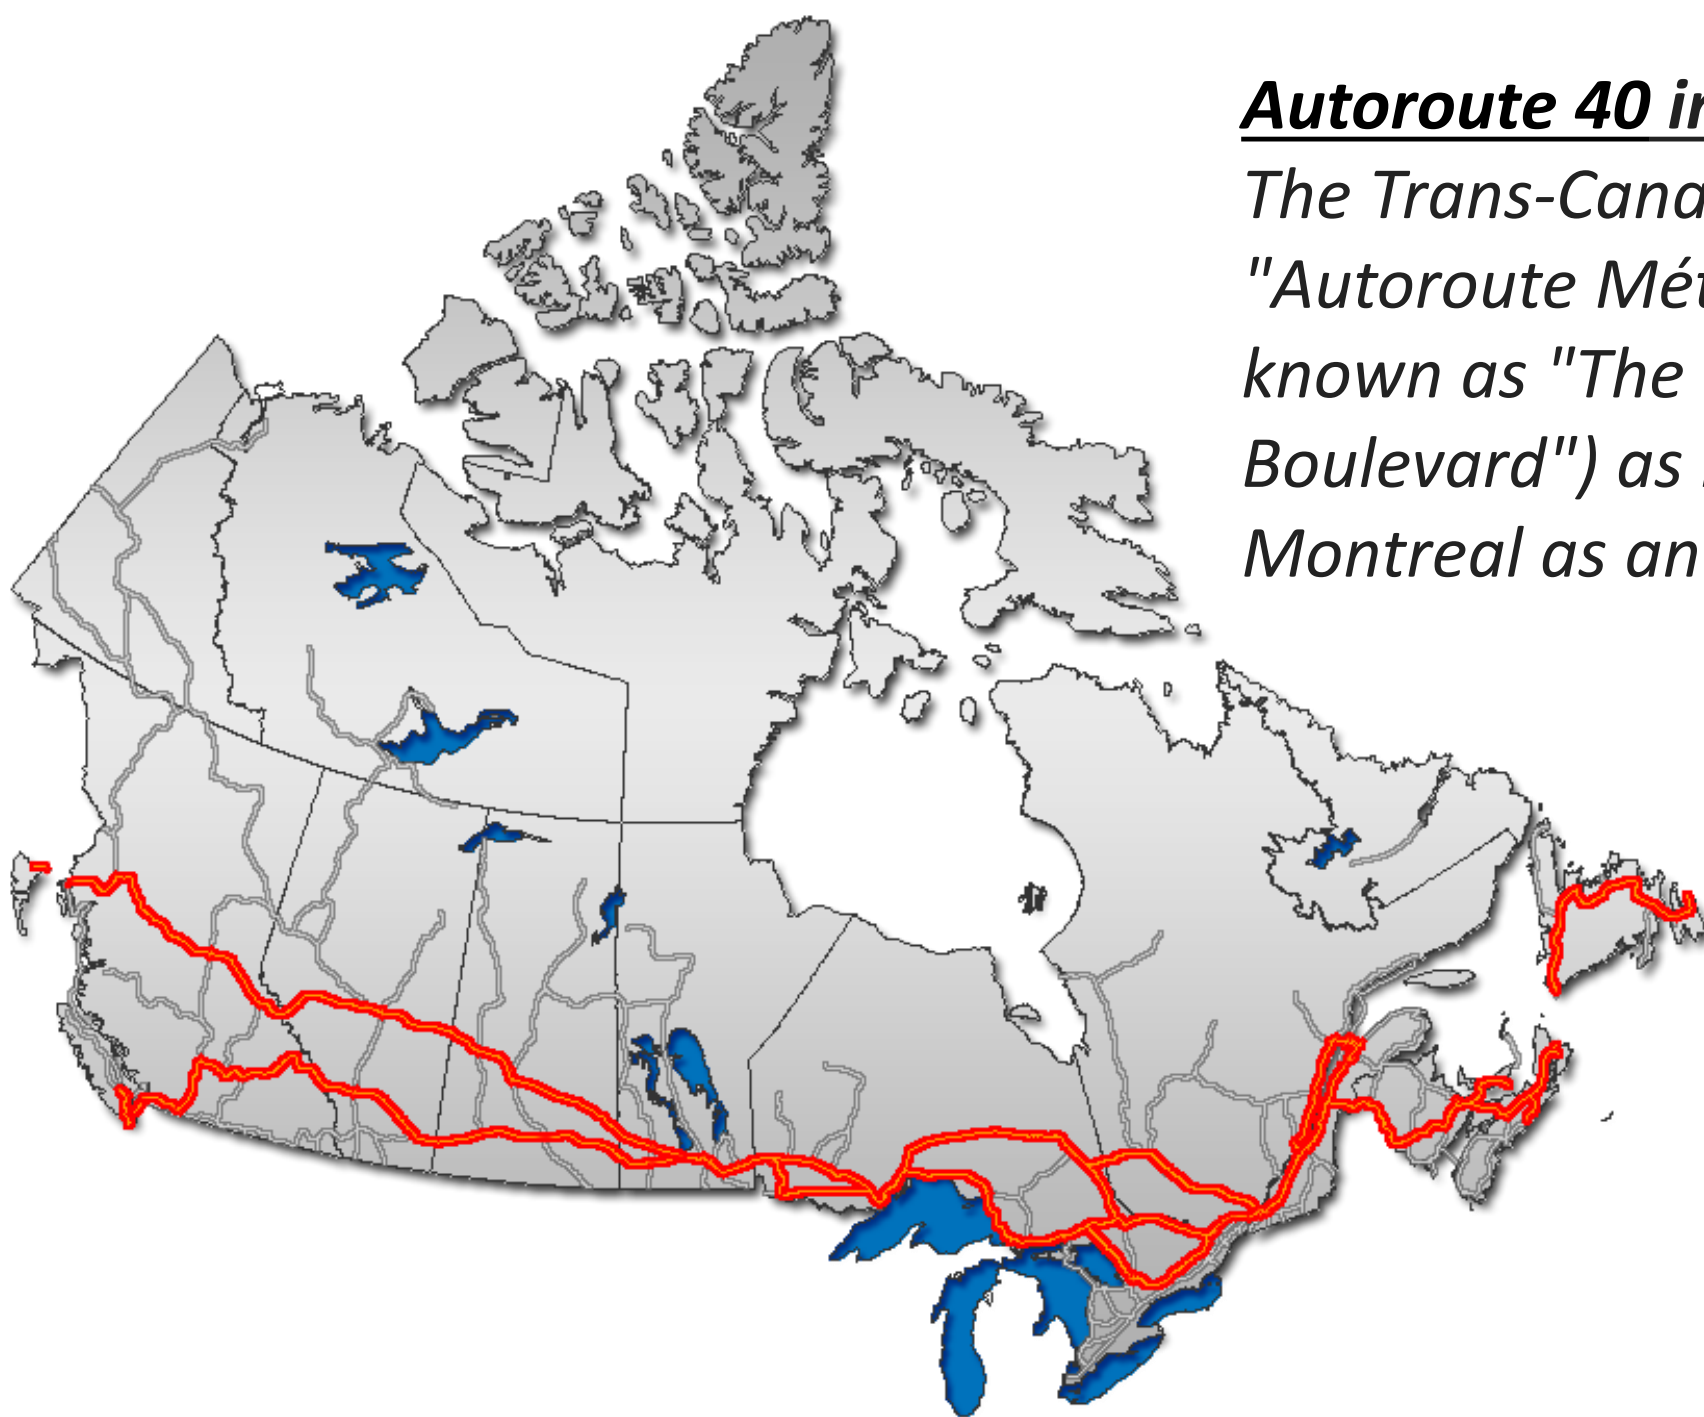 Autoroute 40 in
The Trans-Cana
"Autoroute Mét
known as "The
Boulevard") as
Montreal as an